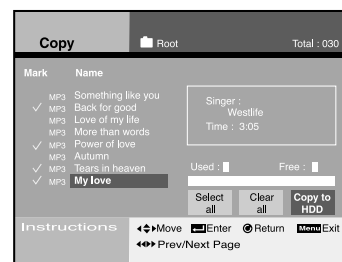 Copy Root Total : 030
Mark Name
MP3 Something like you
MP3 Back for good
MP3 Love of my life
MP3 More than words
MP3 Power of love
MP3 Autumn
MP3 Tears in heaven
MP3 My love
Singer :
Westlife
Time : 3:05
Used : Free :
Select all
Clear all
Copy to HDD
Instructions
Move Enter Return Menu Exit
Prev/Next Page